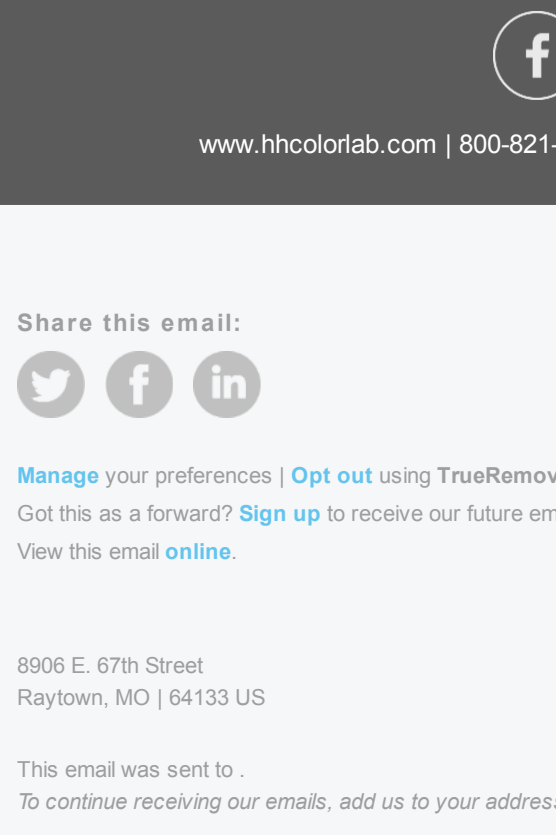 www.hhcolorlab.com | 800-821-
Share this email:
Manage your preferences | Opt out using TrueRemov
Got this as a forward? Sign up to receive our future em
View this email online.
8906 E. 67th Street
Raytown, MO | 64133 US
This email was sent to .
To continue receiving our emails, add us to your address